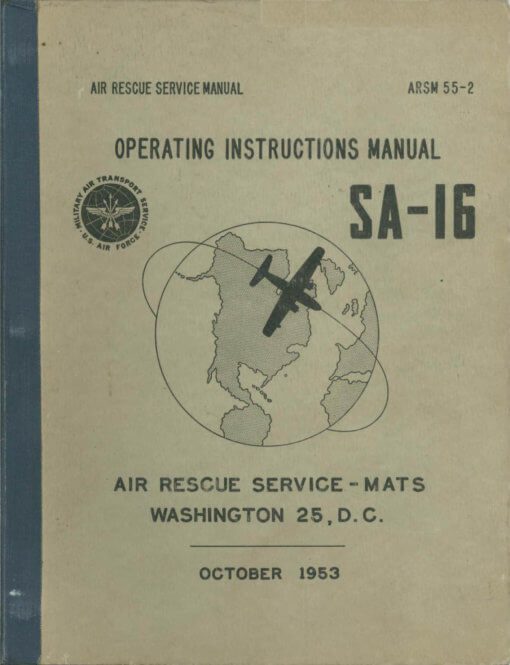 AIR RESCUE SERVICE MANUAL
ARSM 55-2
OPERATING INSTRUCTIONS MANUAL
MILITARY AIR TRANSPORT SERVICE
U.S. AIR FORCE
SA-16
AIR RESCUE SERVICE - MATS
WASHINGTON 25, D.C.
OCTOBER 1953